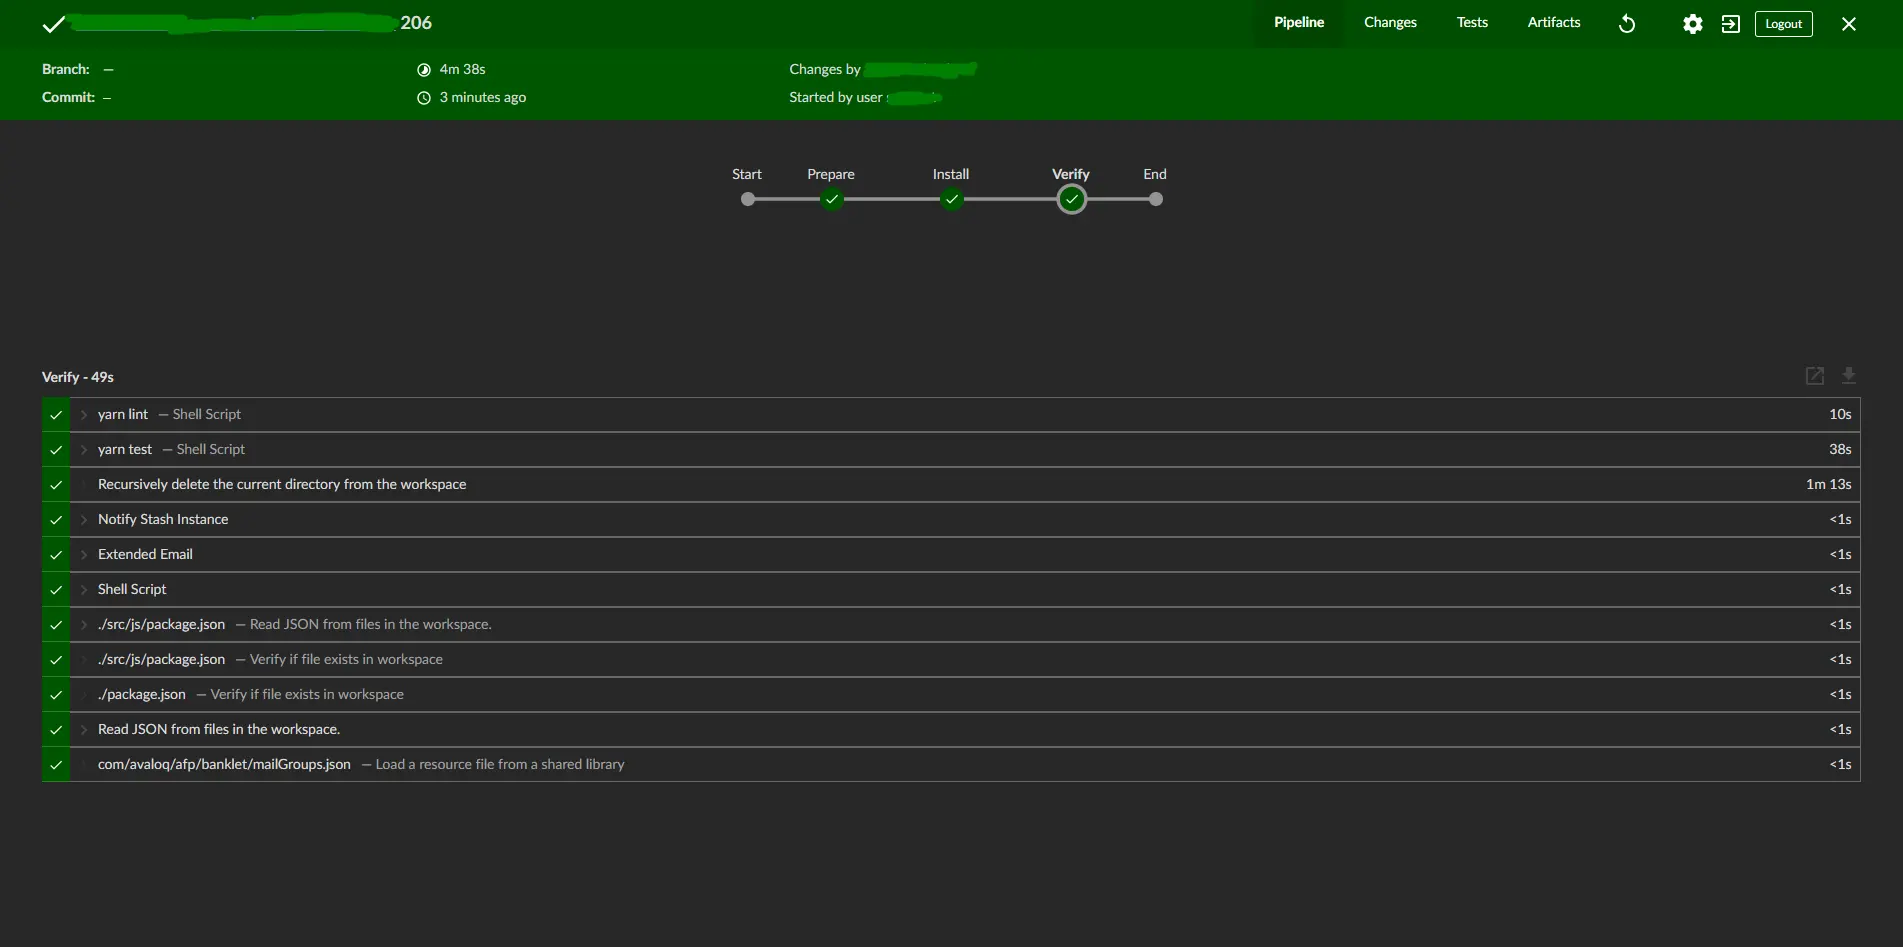 206
Pipeline
Changes
Tests
Artifacts
Logout
Branch: —
4m 38s
Changes by
Commit: —
3 minutes ago
Started by user
Start
Prepare
Install
Verify
End
Verify - 49s
yarn lint — Shell Script 10s
yarn test — Shell Script 38s
Recursively delete the current directory from the workspace 1m 13s
Notify Stash Instance <1s
Extended Email <1s
Shell Script <1s
./src/js/package.json — Read JSON from files in the workspace. <1s
./src/js/package.json — Verify if file exists in workspace <1s
./package.json — Verify if file exists in workspace <1s
Read JSON from files in the workspace. <1s
com/avaloq/afp/banklet/mailGroups.json — Load a resource file from a shared library <1s